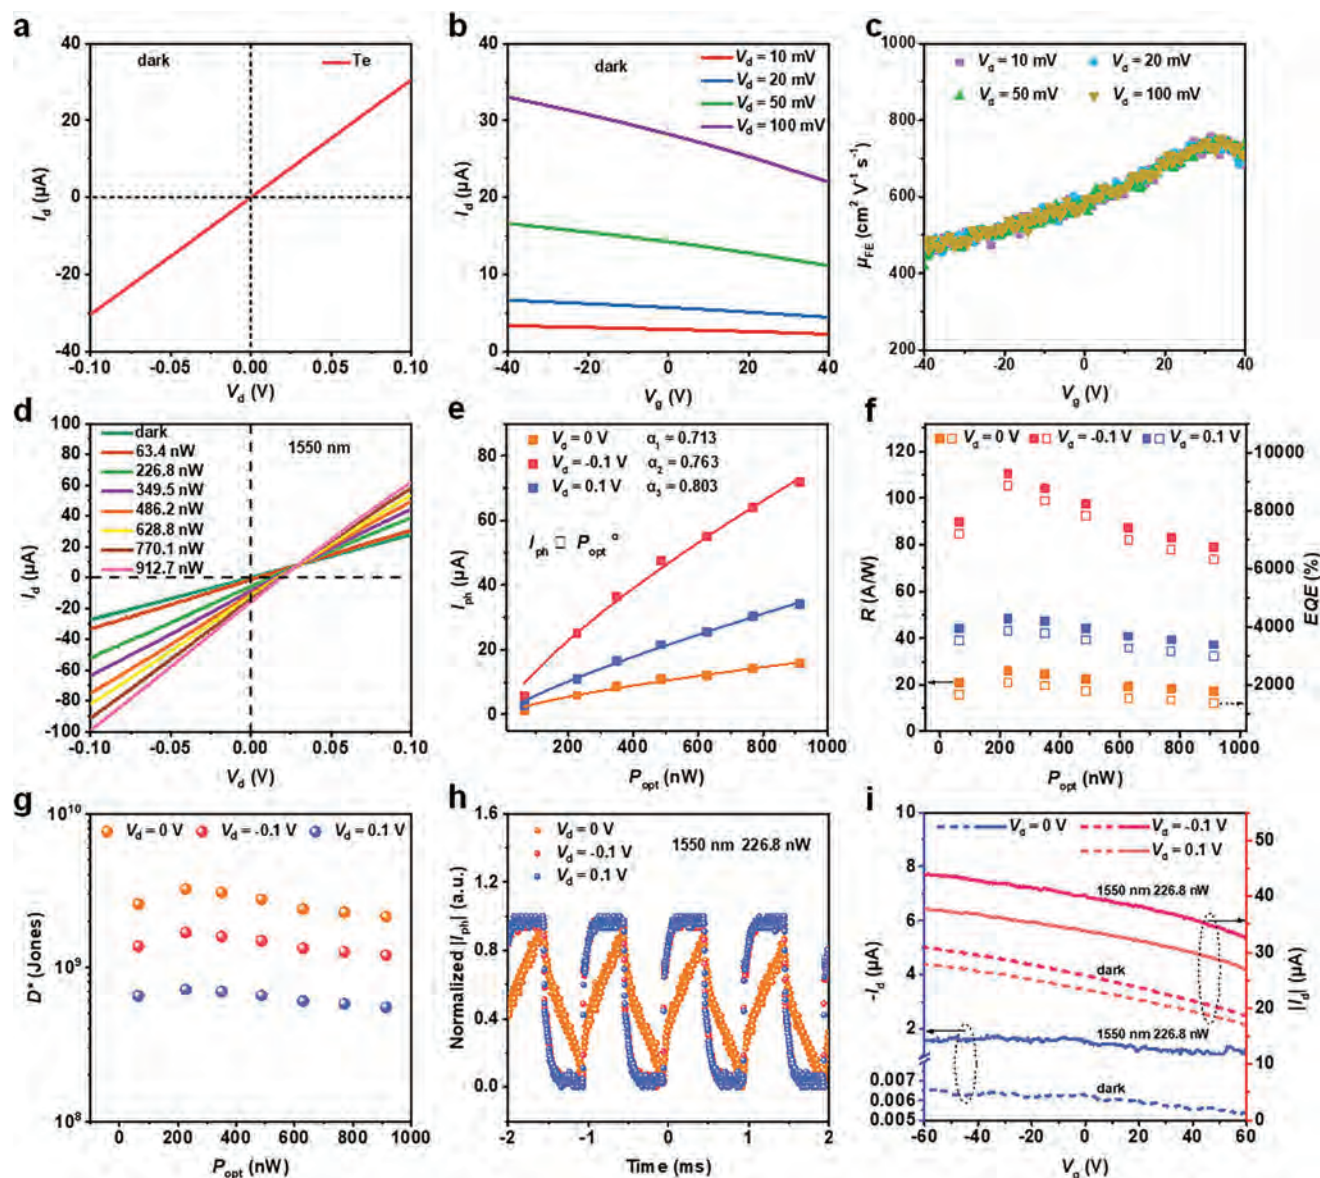 a
dark
Te
40
20
0
-20
-40
I_d (μA)
-0.10 -0.05 0.00 0.05 0.10
V_d (V)
b
dark
V_d = 10 mV
V_d = 20 mV
V_d = 50 mV
V_d = 100 mV
40
30
20
10
0
I_d (μA)
-40 -20 0 20 40
V_g (V)
c
V_d = 10 mV V_d = 20 mV
V_d = 50 mV V_d = 100 mV
1000
800
600
400
200
μ_FE (cm² V⁻¹ s⁻¹)
-40 -20 0 20 40
V_g (V)
d
dark
63.4 nW
226.8 nW
349.5 nW
486.2 nW
628.8 nW
770.1 nW
912.7 nW
1550 nm
100
80
60
40
20
0
-20
-40
-60
-80
-100
I_d (μA)
-0.10 -0.05 0.00 0.05 0.10
V_d (V)
e
V_d = 0 V α₁ = 0.713
V_d = -0.1 V α₂ = 0.763
V_d = 0.1 V α₃ = 0.803
I_ph □ P_opt^α
80
60
40
20
0
I_ph (μA)
200 400 600 800 1000
P_opt (nW)
f
V_d = 0 V V_d = -0.1 V V_d = 0.1 V
120
100
80
60
40
20
0
R (A/W)
10000
8000
6000
4000
2000
0
EQE (%)
0 200 400 600 800 1000
P_opt (nW)
g
V_d = 0 V V_d = -0.1 V V_d = 0.1 V
10¹⁰
10⁹
10⁸
D* (Jones)
0 200 400 600 800 1000
P_opt (nW)
h
V_d = 0 V
V_d = -0.1 V
V_d = 0.1 V
1550 nm 226.8 nW
1.6
1.2
0.8
0.4
0.0
Normalized |I_ph| (a.u.)
-2 -1 0 1 2
Time (ms)
i
V_d = 0 V V_d = -0.1 V
V_d = 0.1 V
1550 nm 226.8 nW
dark
1550 nm 226.8 nW
dark
10
8
6
4
2
0.007
0.006
0.005
-I_d (μA)
50
40
30
20
10
0
|I_d| (μA)
-60 -40 -20 0 20 40 60
V_g (V)